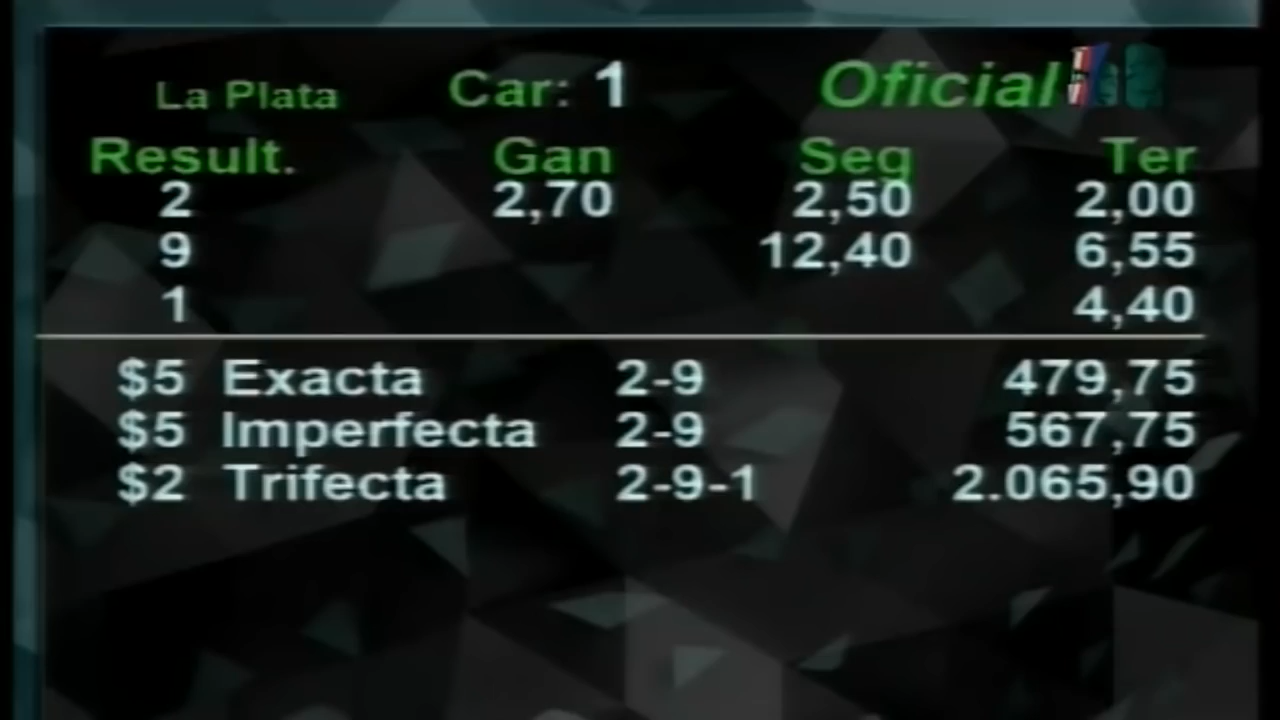 La Plata Car: 1 Oficial
Result. Gan Seg Ter
2 2,70 2,50 2,00
9 12,40 6,55
1 4,40
$5 Exacta 2-9 479,75
$5 Imperfecta 2-9 567,75
$2 Trifecta 2-9-1 2.065,90